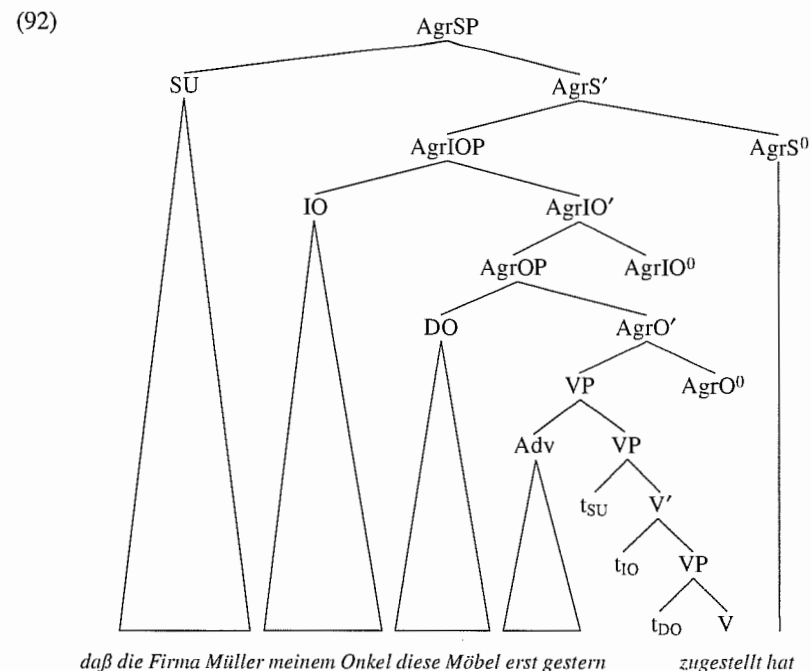 (92)
AgrSP
SU AgrS′
AgrIOP AgrS⁰
IO AgrIO′
AgrOP AgrIO⁰
DO AgrO′
VP AgrO⁰
Adv VP
t_SU V′
t_IO VP
t_DO V
daß die Firma Müller meinem Onkel diese Möbel erst gestern zugestellt hat